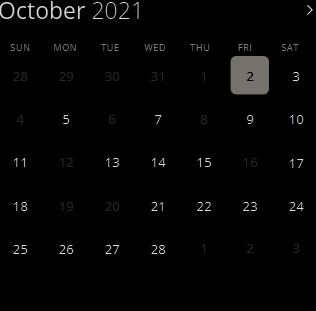 October 2021
SUN MON TUE WED THU FRI SAT
28 29 30 31 1 2 3
4 5 6 7 8 9 10
11 12 13 14 15 16 17
18 19 20 21 22 23 24
25 26 27 28 1 2 3